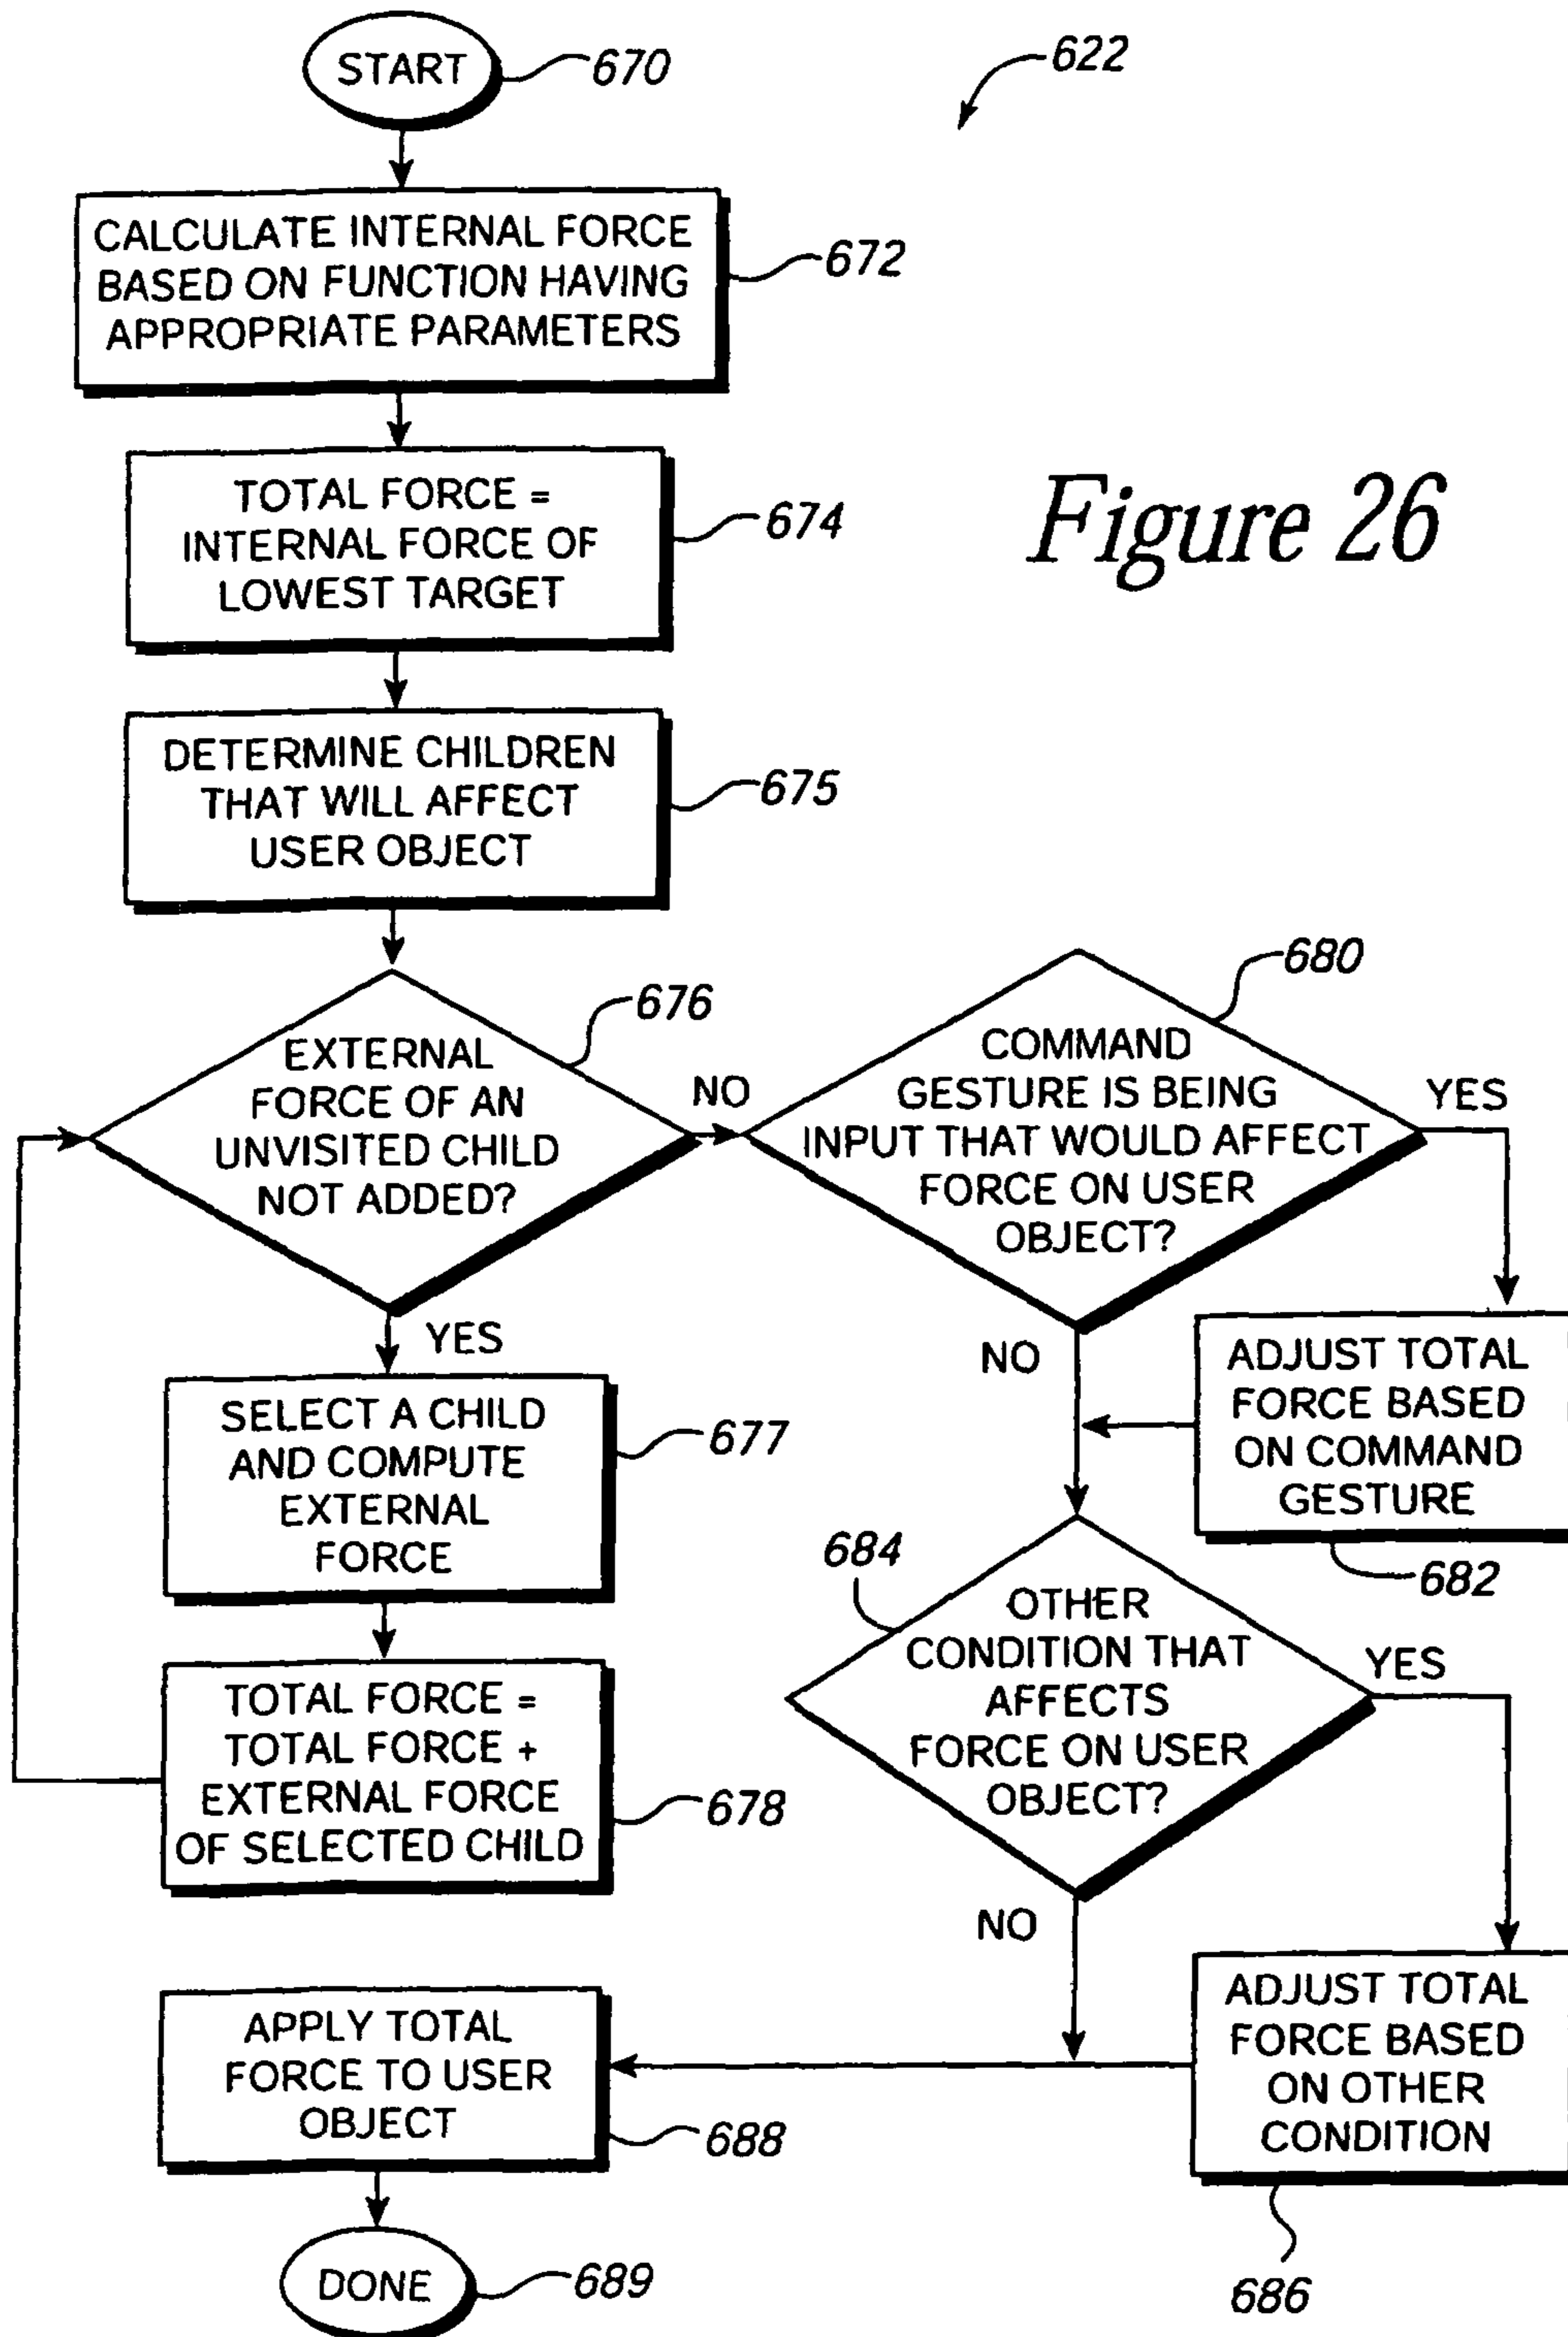 START
670
622
CALCULATE INTERNAL FORCE
BASED ON FUNCTION HAVING
APPROPRIATE PARAMETERS
672
TOTAL FORCE =
INTERNAL FORCE OF
LOWEST TARGET
674
Figure 26
DETERMINE CHILDREN
THAT WILL AFFECT
USER OBJECT
675
EXTERNAL
FORCE OF AN
UNVISITED CHILD
NOT ADDED?
676
NO
YES
COMMAND
GESTURE IS BEING
INPUT THAT WOULD AFFECT
FORCE ON USER
OBJECT?
680
YES
NO
SELECT A CHILD
AND COMPUTE
EXTERNAL
FORCE
677
ADJUST TOTAL
FORCE BASED
ON COMMAND
GESTURE
682
TOTAL FORCE =
TOTAL FORCE +
EXTERNAL FORCE
OF SELECTED CHILD
678
684
OTHER
CONDITION THAT
AFFECTS
FORCE ON USER
OBJECT?
YES
NO
ADJUST TOTAL
FORCE BASED
ON OTHER
CONDITION
686
APPLY TOTAL
FORCE TO USER
OBJECT
688
DONE
689